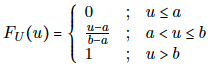 F_U(u) = { 0 ; u ≤ a
(u−a)/(b−a) ; a < u ≤ b
1 ; u > b